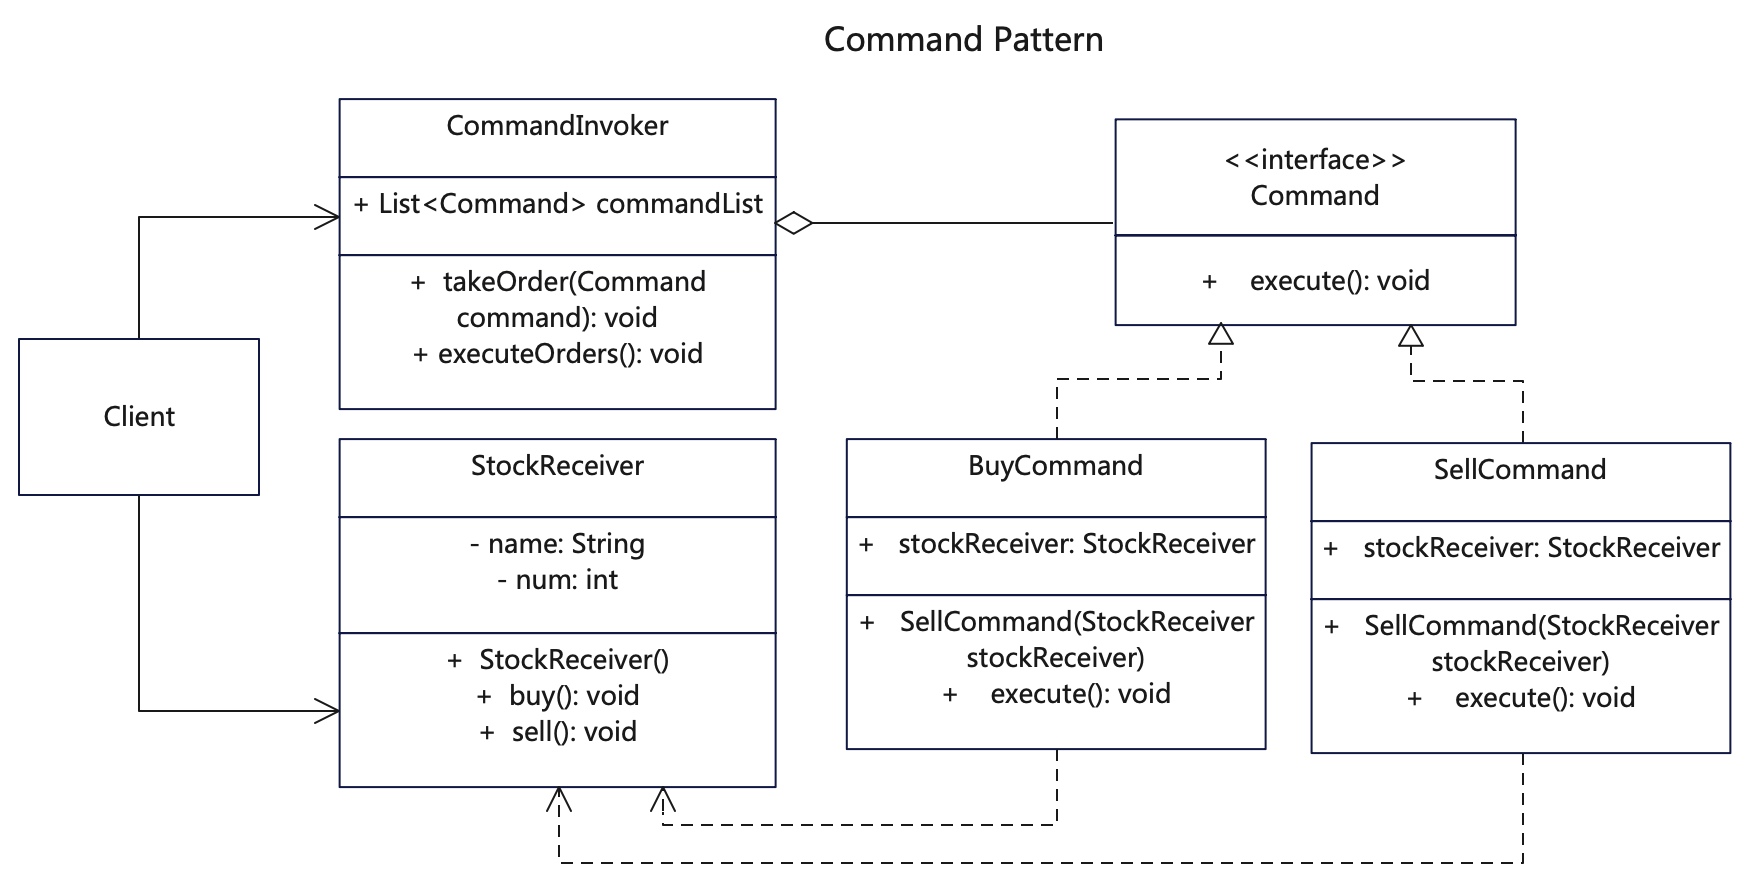 Command Pattern
CommandInvoker
+ List<Command> commandList
+ takeOrder(Command
command): void
+ executeOrders(): void
<<interface>>
Command
+ execute(): void
Client
StockReceiver
- name: String
- num: int
+ StockReceiver()
+ buy(): void
+ sell(): void
BuyCommand
+ stockReceiver: StockReceiver
+ SellCommand(StockReceiver
stockReceiver)
+ execute(): void
SellCommand
+ stockReceiver: StockReceiver
+ SellCommand(StockReceiver
stockReceiver)
+ execute(): void